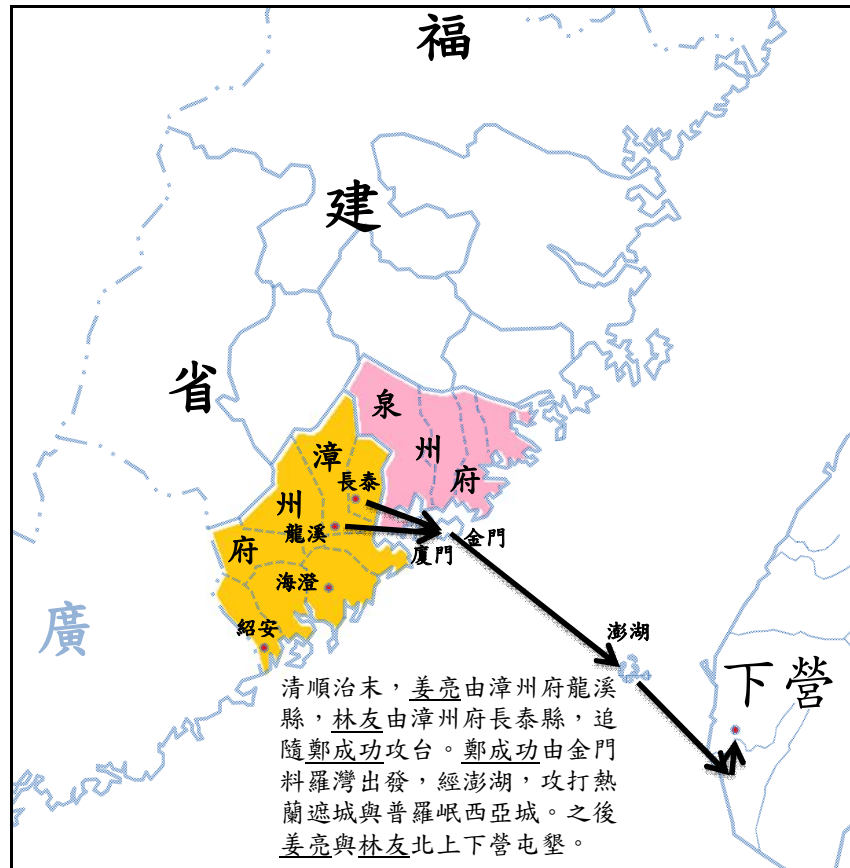 福
建
省
泉
州
府
漳
州
府
長泰
龍溪
海澄
紹安
廈門
金門
澎湖
廣
下營
清順治末，姜亮由漳州府龍溪
縣，林友由漳州府長泰縣，追
隨鄭成功攻台。鄭成功由金門
料羅灣出發，經澎湖，攻打熱
蘭遮城與普羅岷西亞城。之後
姜亮與林友北上下營屯墾。